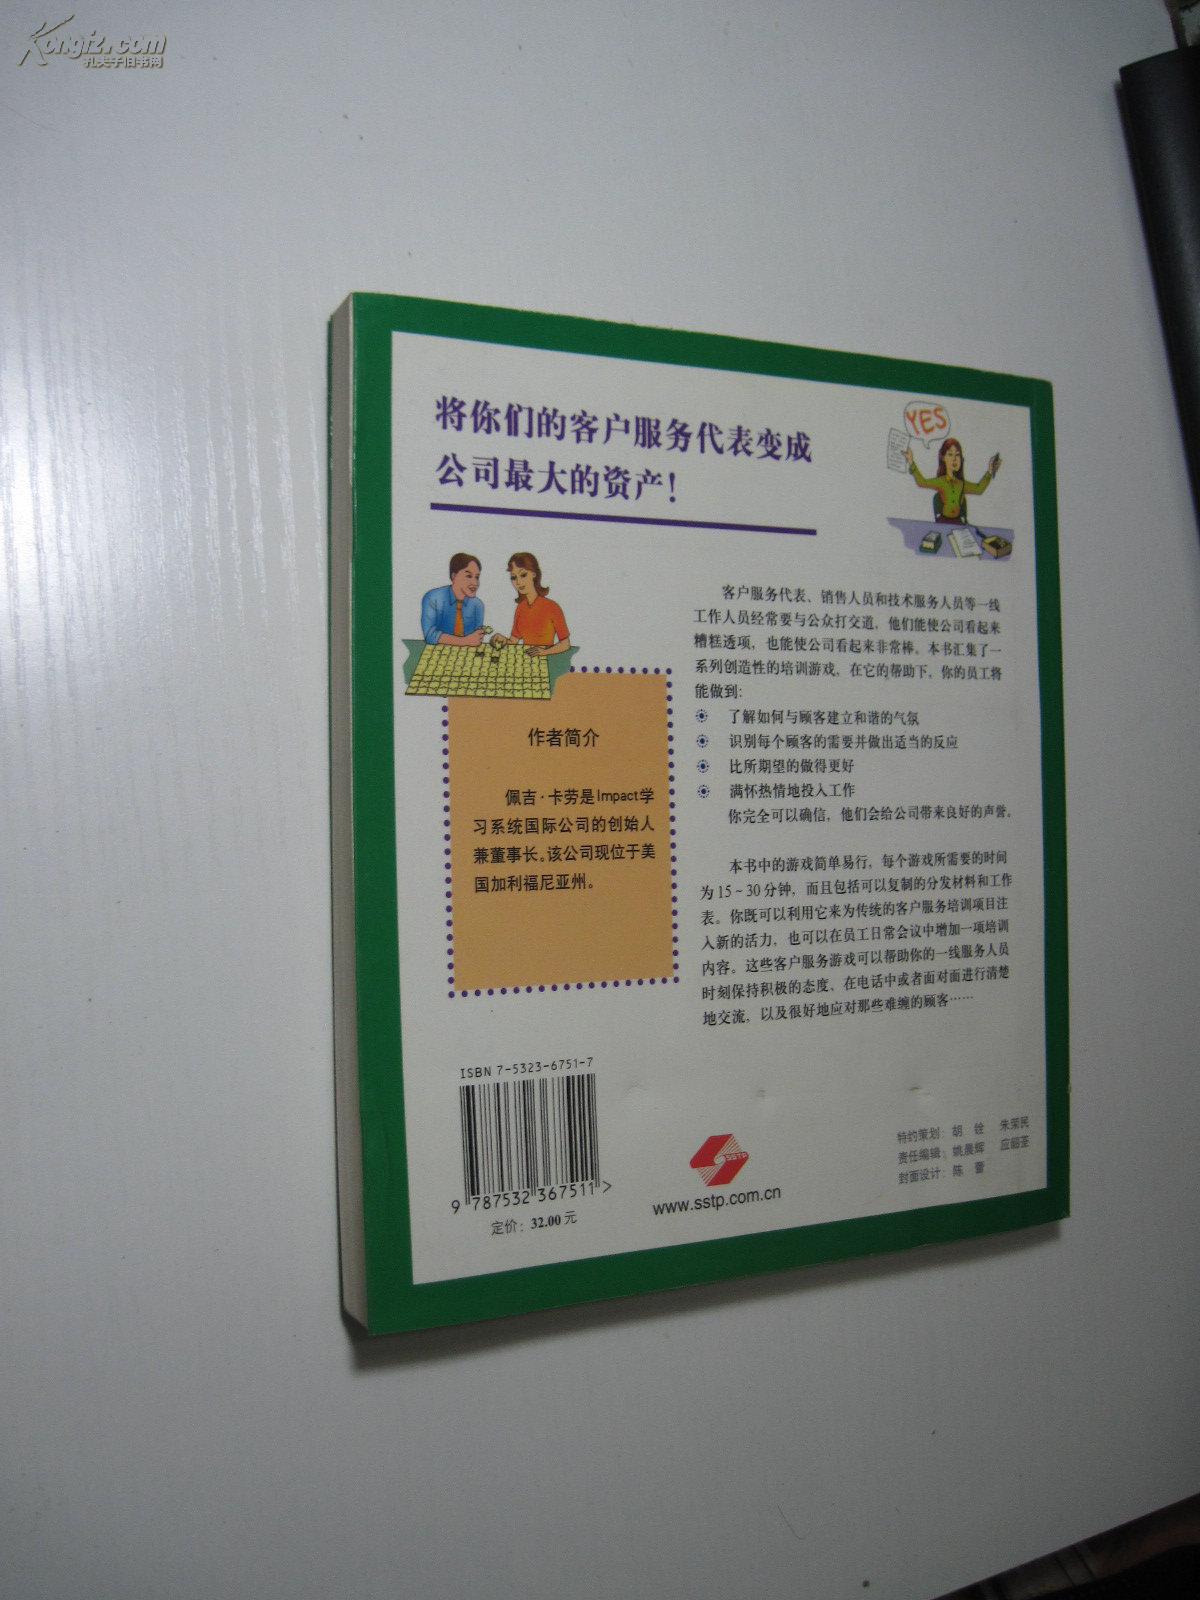 Kongfz.com
孔夫子旧书网
将你们的客户服务代表变成
公司最大的资产！
YES
客户服务代表、销售人员和技术服务人员等一线
工作人员经常要与公众打交道，他们能使公司看起来
糟糕透顶，也能使公司看起来非常棒。本书汇集了一
系列创造性的培训游戏，在它的帮助下，你的员工将
能做到：
了解如何与顾客建立和谐的气氛
识别每个顾客的需要并做出适当的反应
比所期望的做得更好
满怀热情地投入工作
你完全可以确信，他们会给公司带来良好的声誉。
本书中的游戏简单易行，每个游戏所需要的时间
为15～30分钟，而且包括可以复制的分发材料和工作
表。你既可以利用它来为传统的客户服务培训项目注
入新的活力，也可以在员工日常会议中增加一项培训
内容。这些客户服务游戏可以帮助你的一线服务人员
时刻保持积极的态度，在电话中或者面对面进行清楚
地交流，以及很好地应对那些难缠的顾客……
作者简介
佩吉·卡劳是Impact学
习系统国际公司的创始人
兼董事长。该公司现位于美
国加利福尼亚州。
ISBN 7-5323-6751-7
9 787532 367511 >
定价：32.00 元
SSTP
www.sstp.com.cn
特约策划：胡 铨 朱荣民
责任编辑：姚晨辉 应韶荃
封面设计：陈 蕾